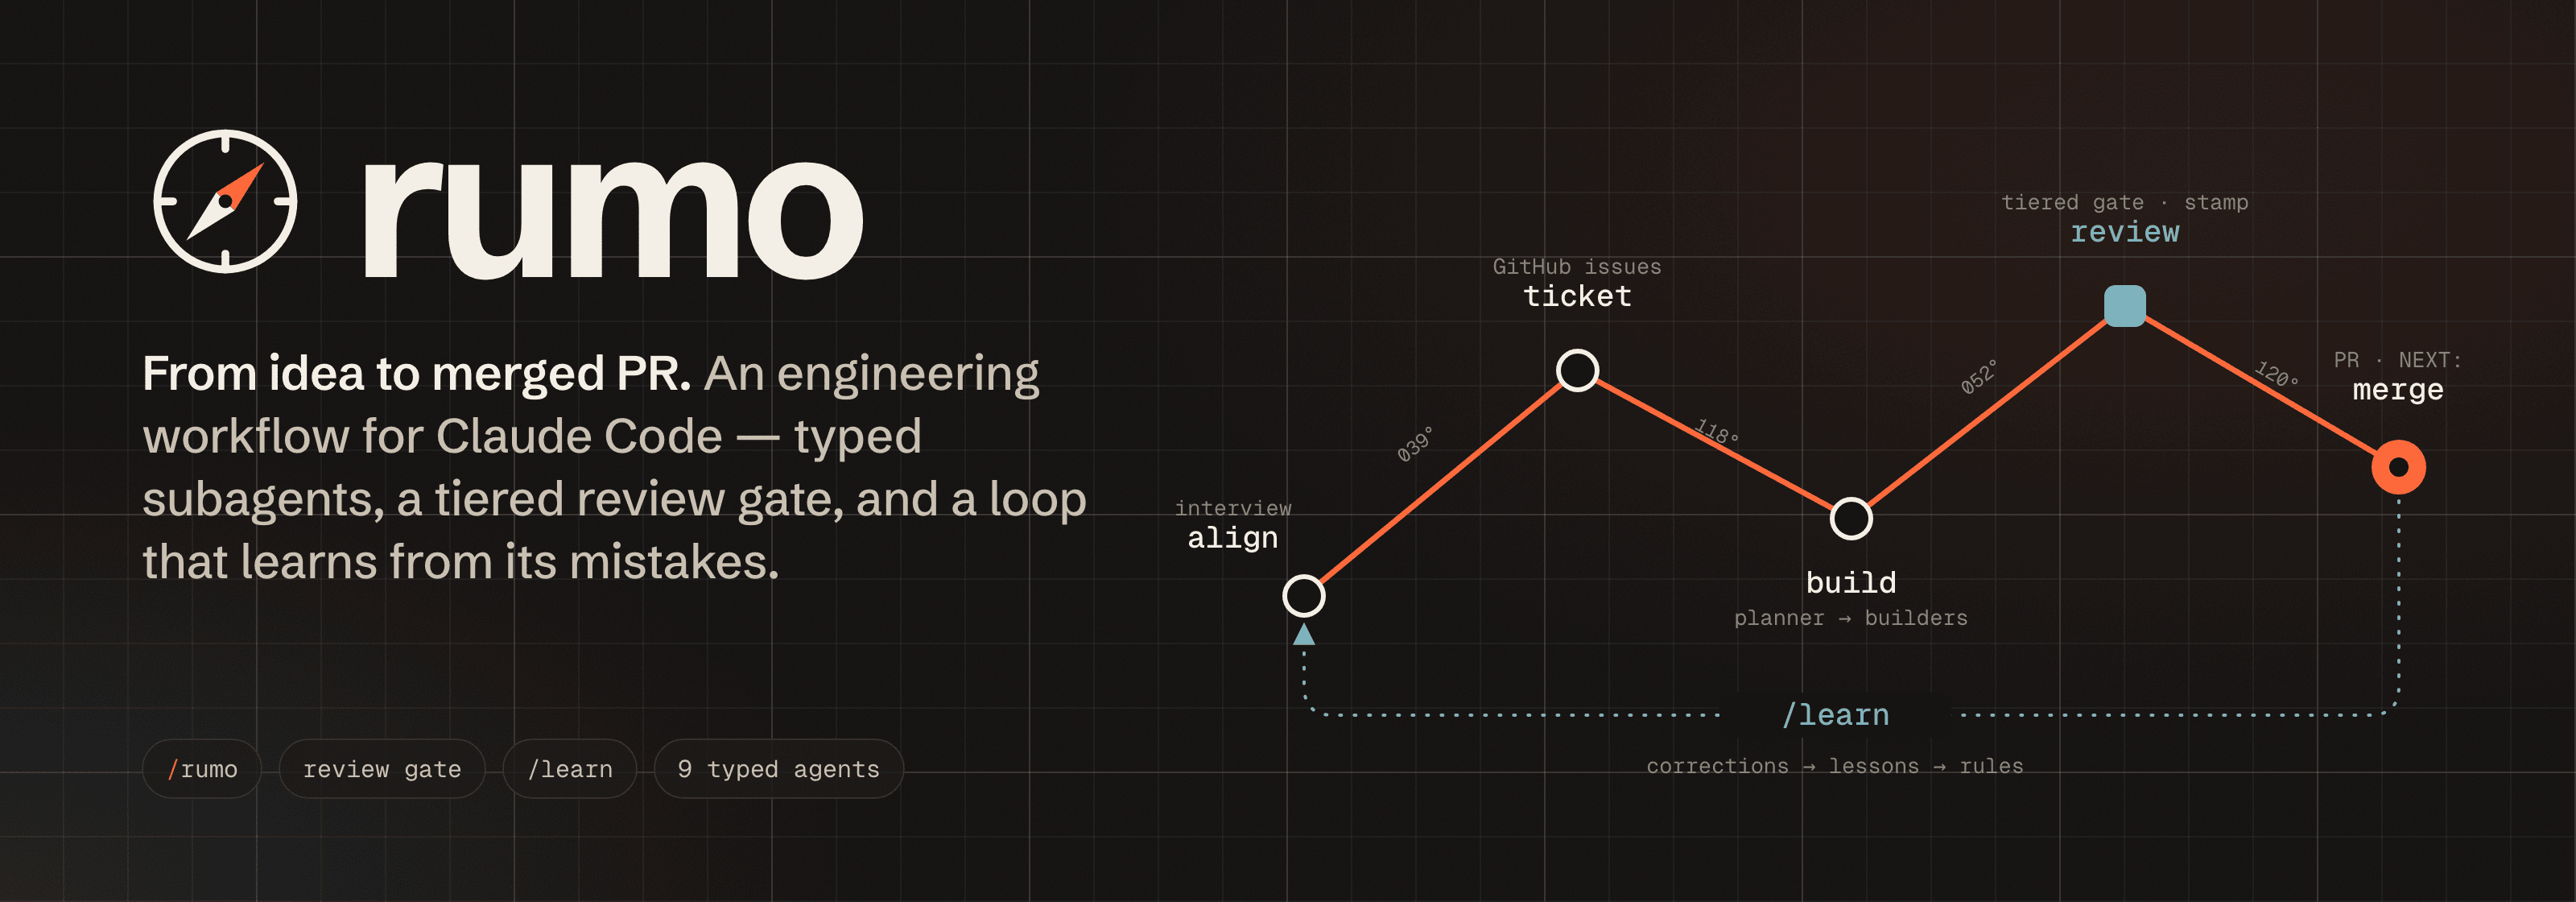 rumo
From idea to merged PR. An engineering
workflow for Claude Code — typed
subagents, a tiered review gate, and a loop
that learns from its mistakes.
/rumo
review gate
/learn
9 typed agents
interview
align
039°
GitHub issues
ticket
118°
build
planner → builders
052°
tiered gate · stamp
review
120°
PR · NEXT:
merge
/learn
corrections → lessons → rules